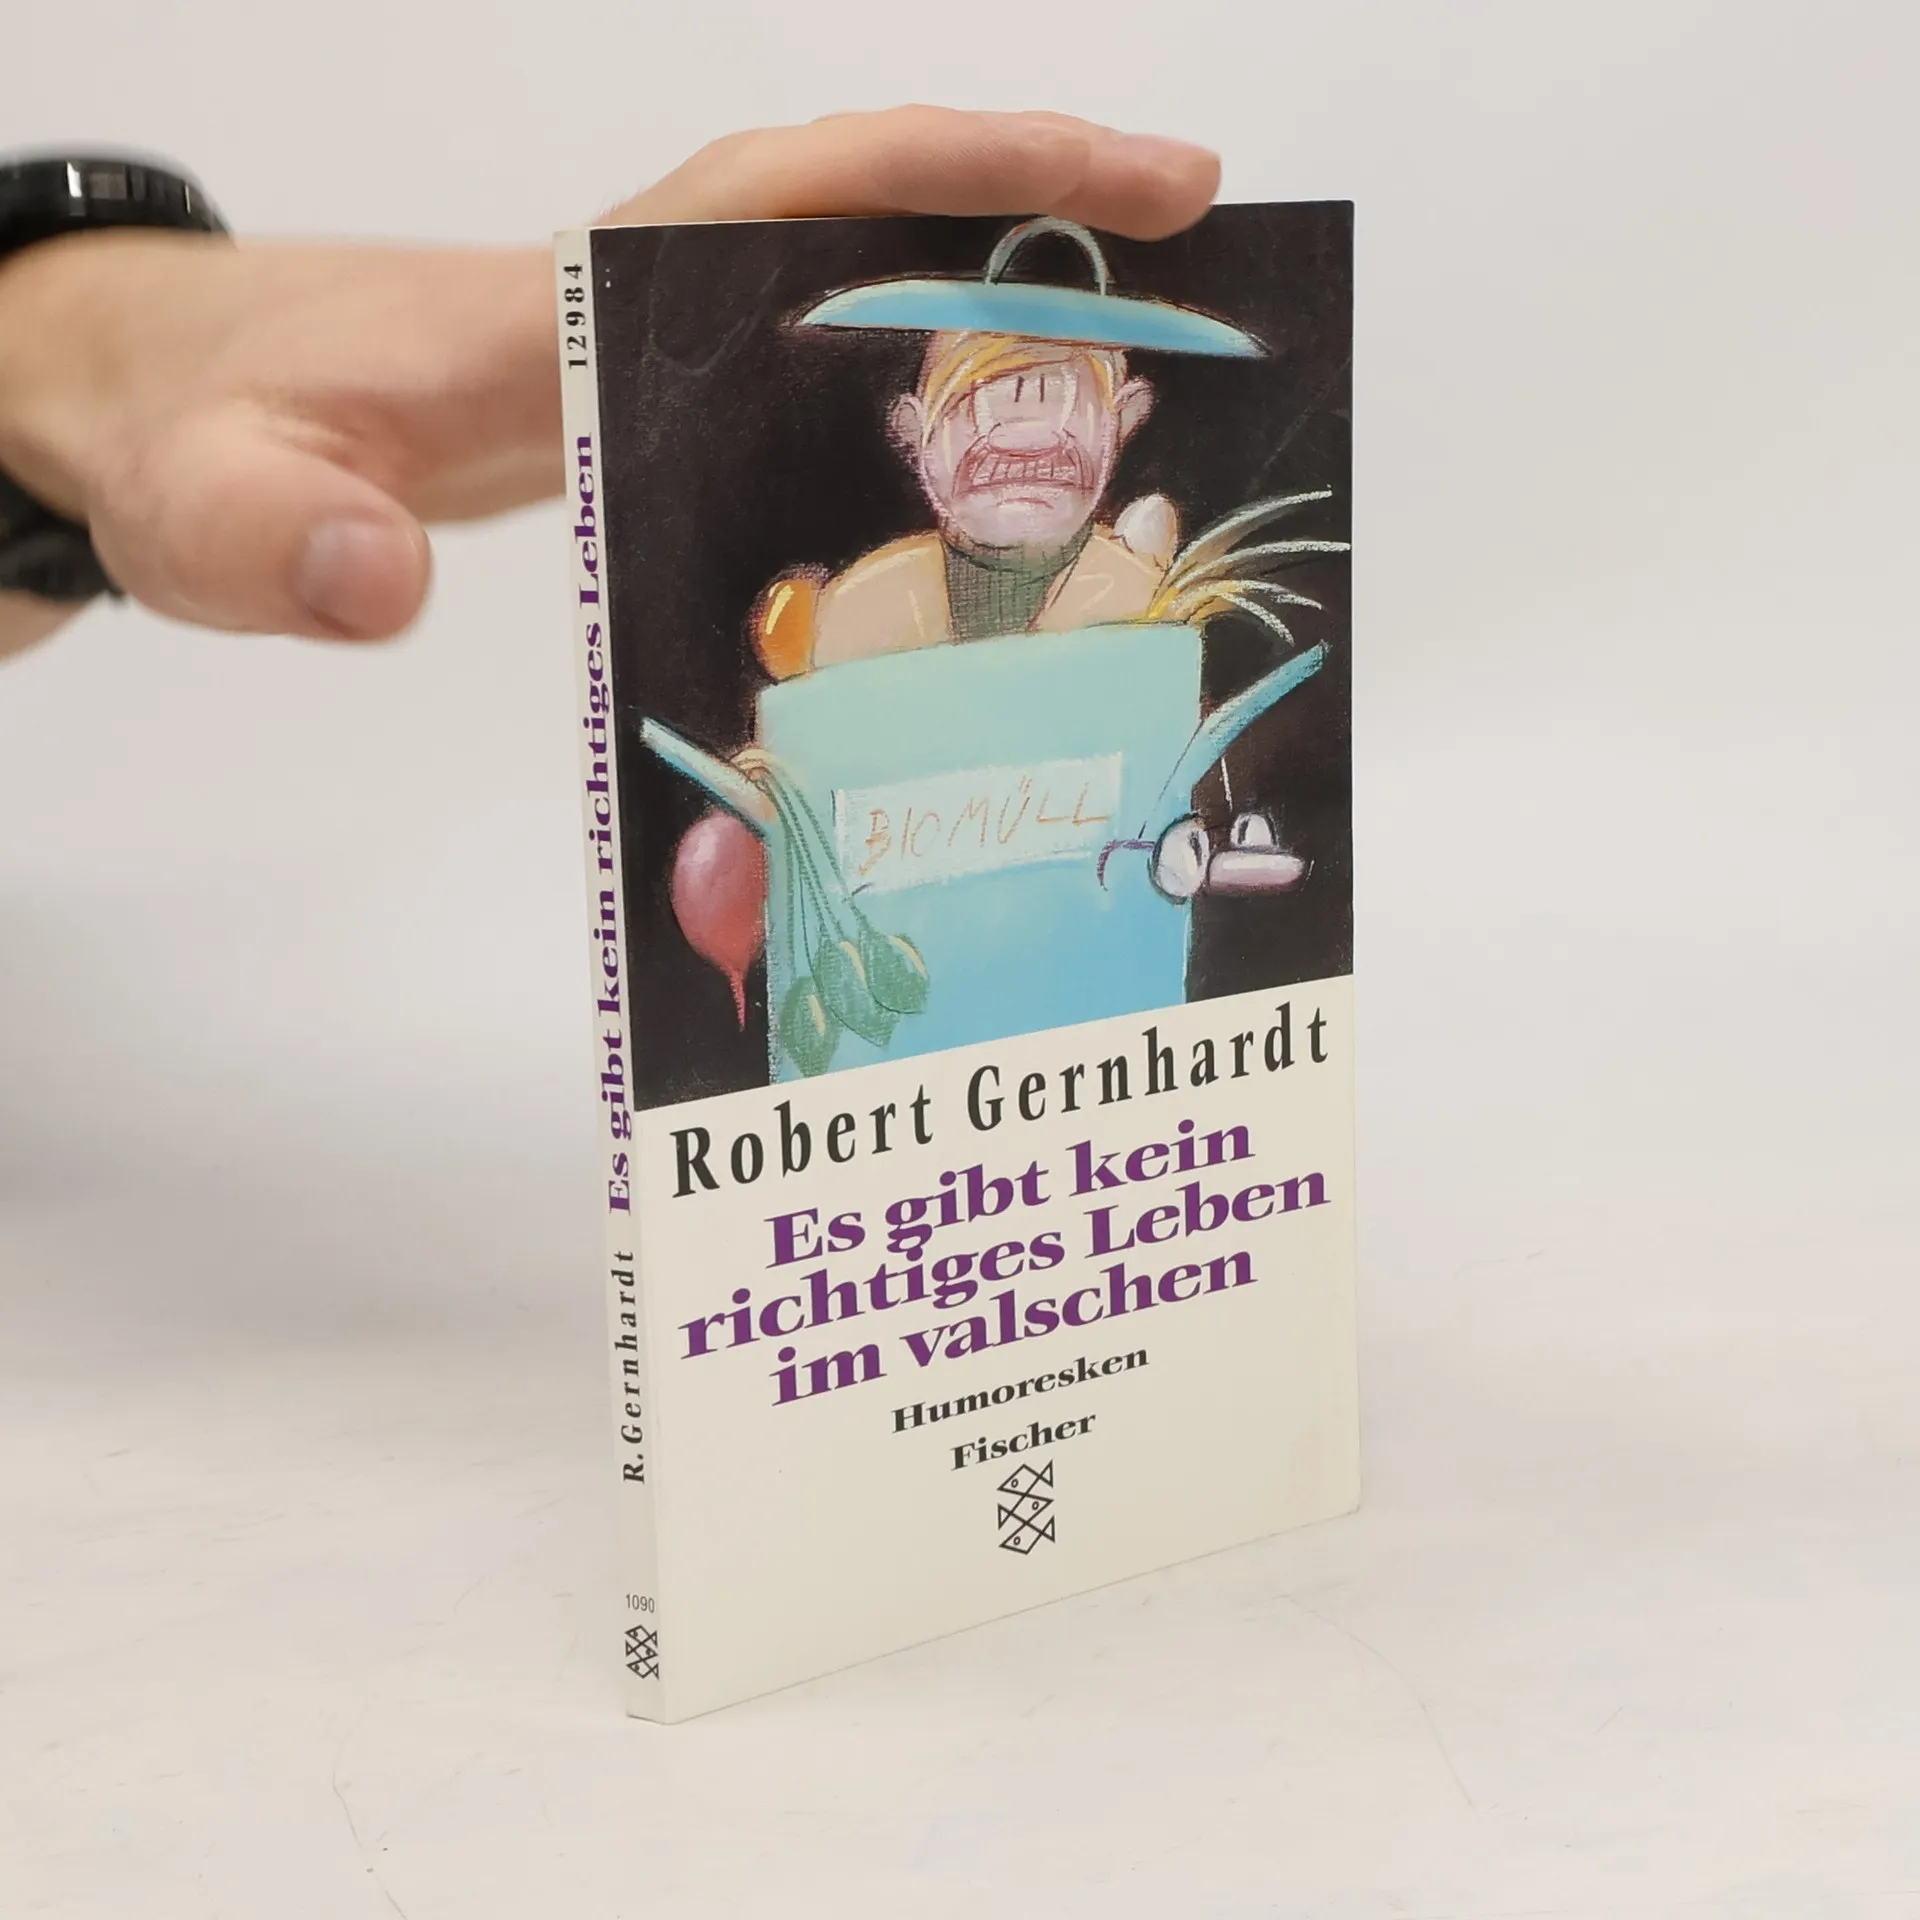 12984
R. Gernhardt Es gibt kein richtiges Leben
1090
BIOMÜLL
Robert Gernhardt
Es gibt kein
richtiges Leben
im valschen
Humoresken
Fischer